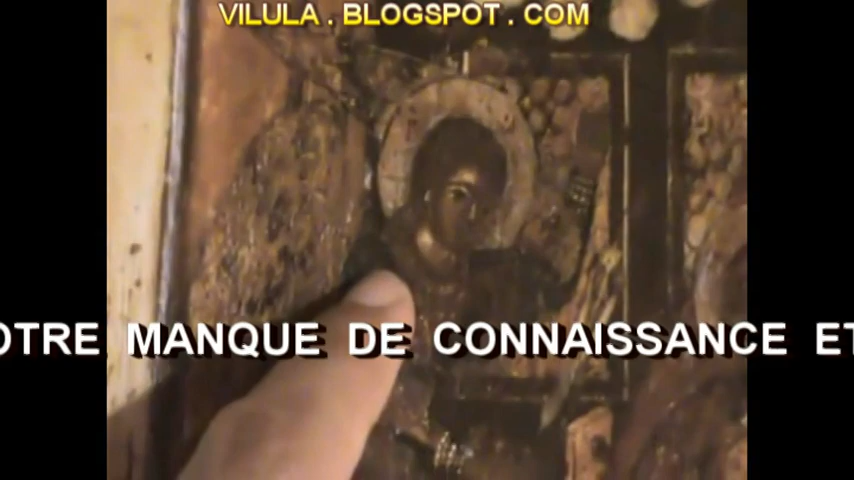 VILULA . BLOGSPOT . COM
OTRE MANQUE DE CONNAISSANCE ET